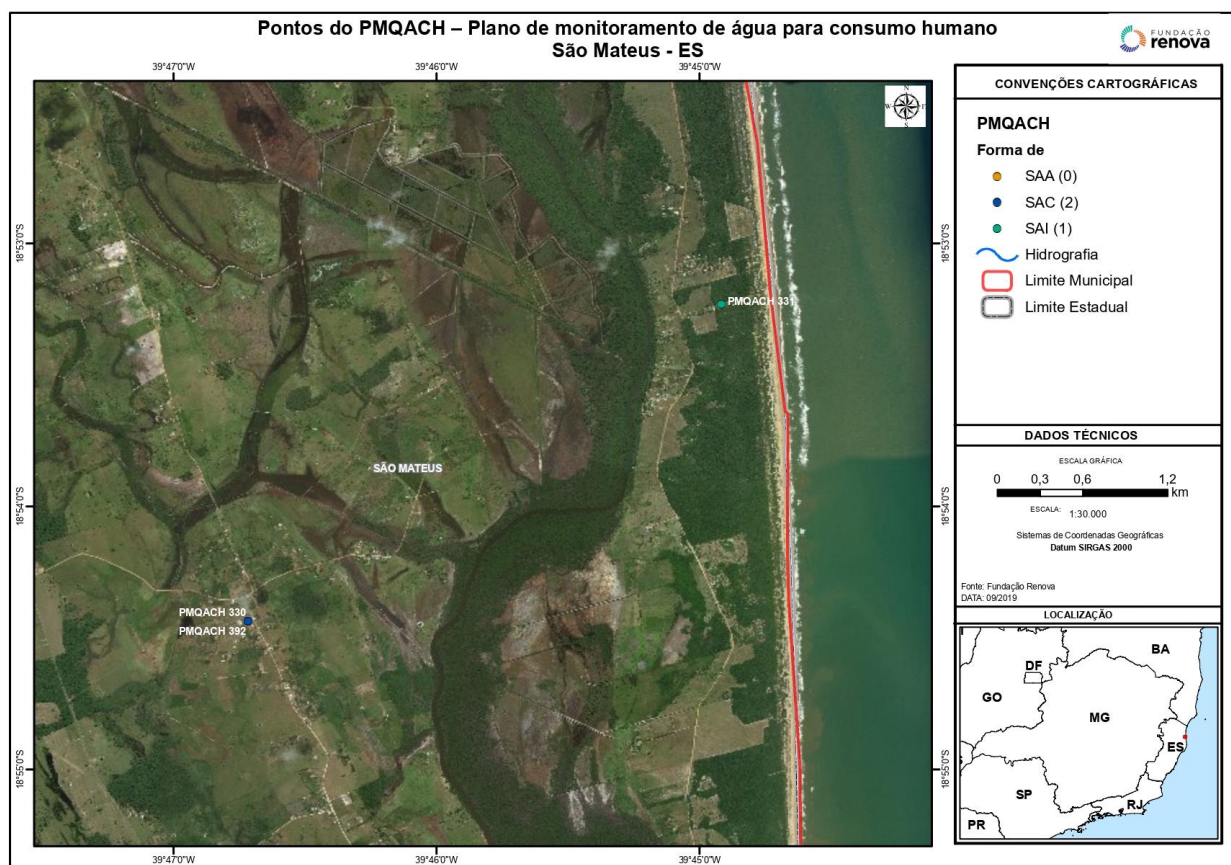 Pontos do PMQACH – Plano de monitoramento de água para consumo humano
São Mateus - ES
FUNDAÇÃO
renova
39°47'0"W
39°46'0"W
39°45'0"W
18°53'0"S
18°54'0"S
18°55'0"S
N
W
E
S
PMQACH 331
SÃO MATEUS
PMQACH 330
PMQACH 392
18°53'0"S
18°54'0"S
18°55'0"S
39°47'0"W
39°46'0"W
39°45'0"W
CONVENÇÕES CARTOGRÁFICAS
PMQACH
Forma de
SAA (0)
SAC (2)
SAI (1)
Hidrografia
Limite Municipal
Limite Estadual
DADOS TÉCNICOS
ESCALA GRÁFICA
0 0,3 0,6 1,2
km
ESCALA: 1:30.000
Sistemas de Coordenadas Geográficas
Datum SIRGAS 2000
Fonte: Fundação Renova
DATA: 09/2019
LOCALIZAÇÃO
BA
DF
GO
MG
ES
SP
RJ
PR